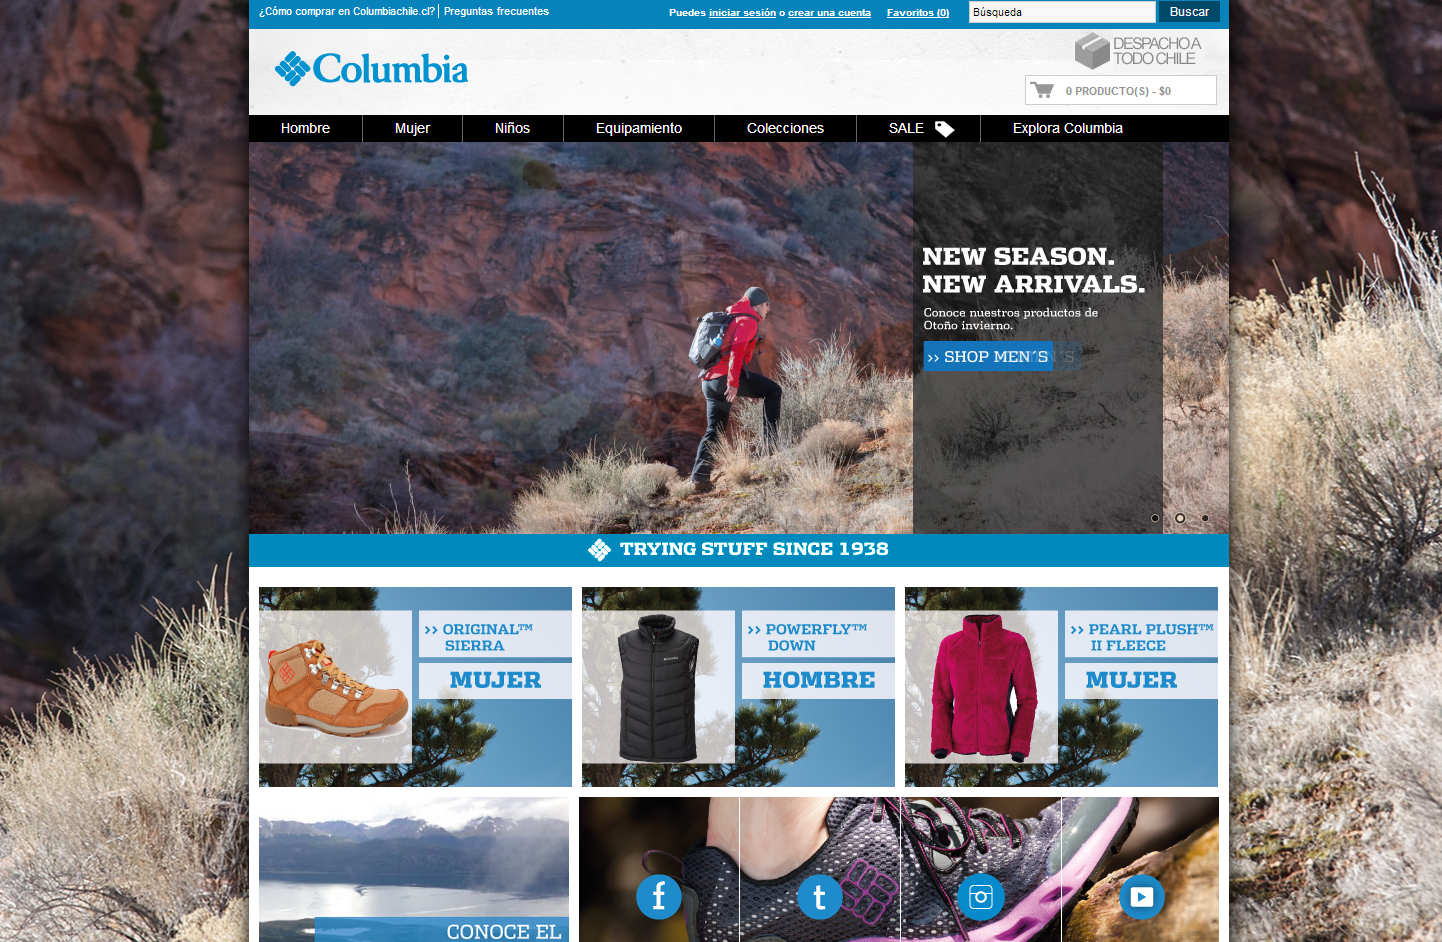 ¿Cómo comprar en Columbiachile.cl? Preguntas frecuentes
Puedes iniciar sesión o crear una cuenta Favoritos (0)
Búsqueda Buscar
Columbia
DESPACHO A
TODO CHILE
0 PRODUCTO(S) - $0
Hombre Mujer Niños Equipamiento Colecciones SALE Explora Columbia
NEW SEASON.
NEW ARRIVALS.
Conoce nuestros productos de
Otoño invierno.
>> SHOP MEN´S
TRYING STUFF SINCE 1938
>> ORIGINAL™
SIERRA
MUJER
>> POWERFLY™
DOWN
HOMBRE
>> PEARL PLUSH™
II FLEECE
MUJER
CONOCE EL
f
t